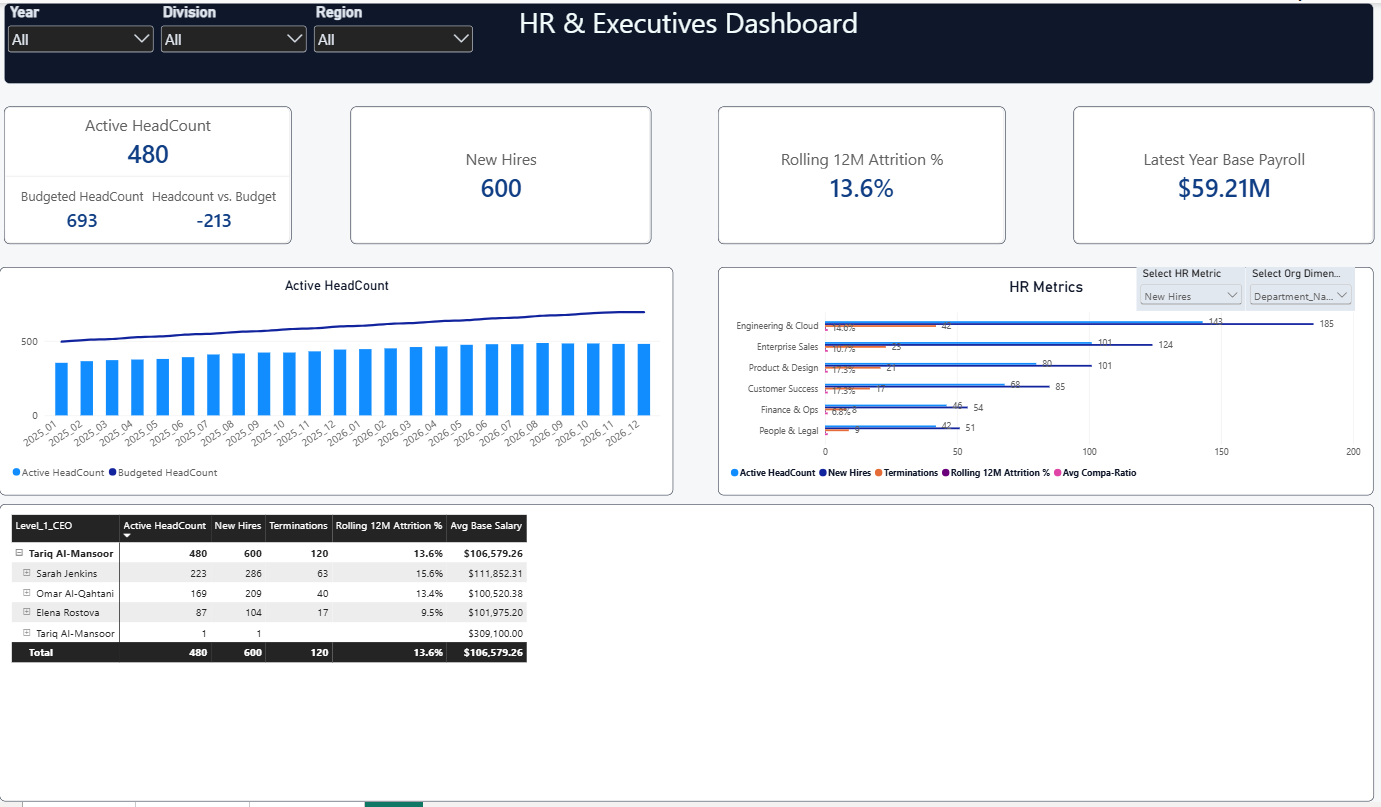 Year Division Region
HR & Executives Dashboard
All All All
Active HeadCount
480
Budgeted HeadCount Headcount vs. Budget
693 -213
New Hires
600
Rolling 12M Attrition %
13.6%
Latest Year Base Payroll
$59.21M
Active HeadCount
500
0
2025_01 2025_02 2025_03 2025_04 2025_05 2025_06 2025_07 2025_08 2025_09 2025_10 2025_11 2025_12 2026_01 2026_02 2026_03 2026_04 2026_05 2026_06 2026_07 2026_08 2026_09 2026_10 2026_11 2026_12
Active HeadCount Budgeted HeadCount
HR Metrics
Select HR Metric Select Org Dimen...
New Hires Department_Na...
Engineering & Cloud 14.0% 42 143 185
Enterprise Sales 10.7% 23 101 124
Product & Design 17.3% 21 80 101
Customer Success 17.3% 17 68 85
Finance & Ops 6.8% 8 46 54
People & Legal 9 42 51
0 50 100 150 200
Active HeadCount New Hires Terminations Rolling 12M Attrition % Avg Compa-Ratio
Level_1_CEO Active HeadCount New Hires Terminations Rolling 12M Attrition % Avg Base Salary
Tariq Al-Mansoor 480 600 120 13.6% $106,579.26
Sarah Jenkins 223 286 63 15.6% $111,852.31
Omar Al-Qahtani 169 209 40 13.4% $100,520.38
Elena Rostova 87 104 17 9.5% $101,975.20
Tariq Al-Mansoor 1 1 $309,100.00
Total 480 600 120 13.6% $106,579.26